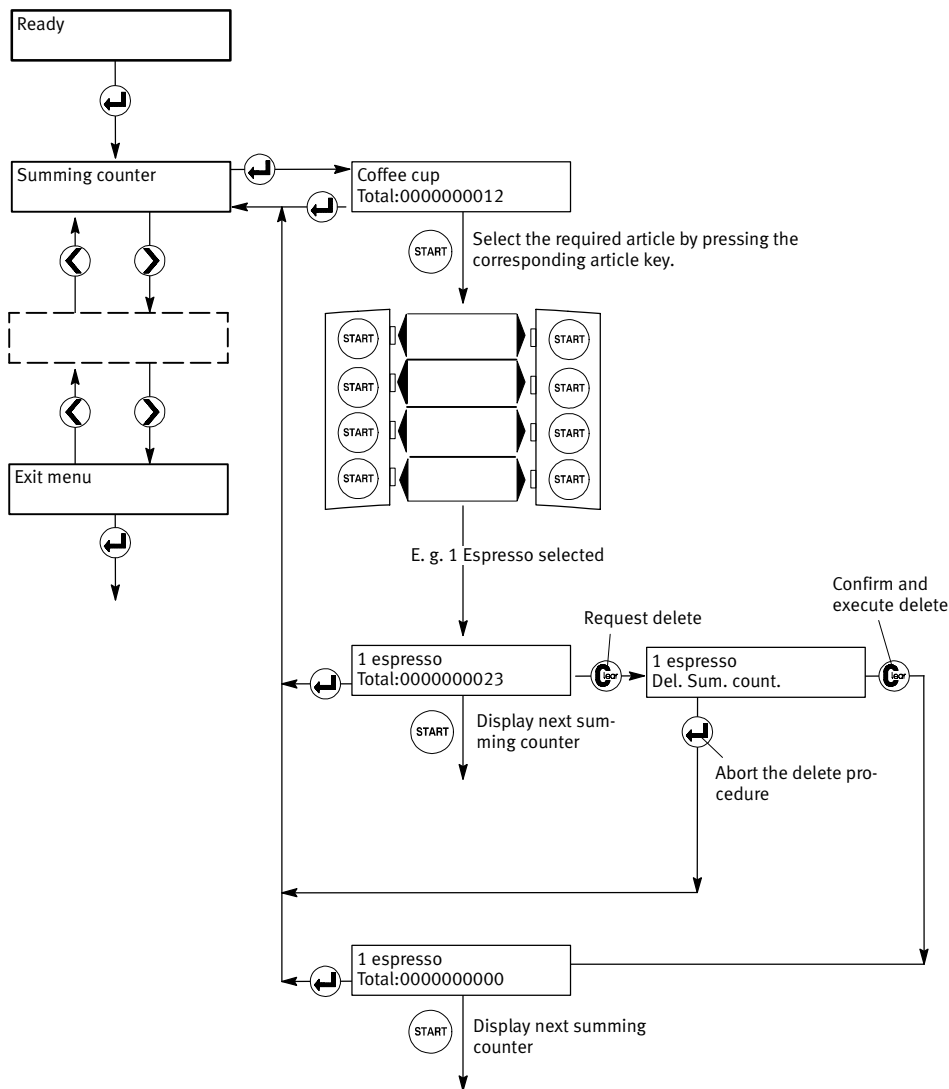 Ready
Summing counter
Coffee cup
Total:0000000012
START
Select the required article by pressing the
corresponding article key.
START
START
START
START
START
START
START
START
Exit menu
E. g. 1 Espresso selected
Confirm and
execute delete
Request delete
1 espresso
Total:0000000023
Clear
1 espresso
Del. Sum. count.
Clear
START
Display next sum-
ming counter
Abort the delete pro-
cedure
1 espresso
Total:0000000000
START
Display next summing
counter